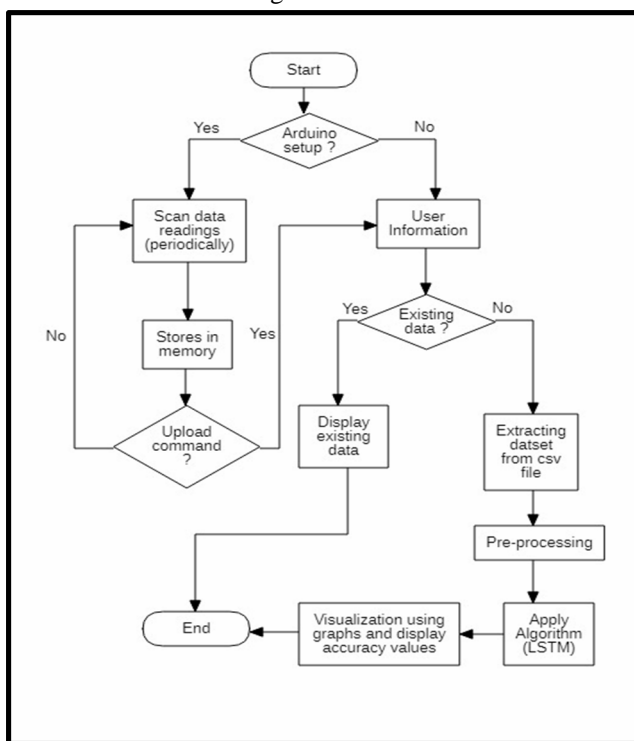 Start
Yes
Arduino
setup ?
No
Scan data
readings
(periodically)
User
Information
No
Stores in
memory
Yes
Yes
Existing
data ?
No
Upload
command
?
Display
existing
data
Extracting
datset
from csv
file
Pre-processing
End
Visualization using
graphs and display
accuracy values
Apply
Algorithm
(LSTM)